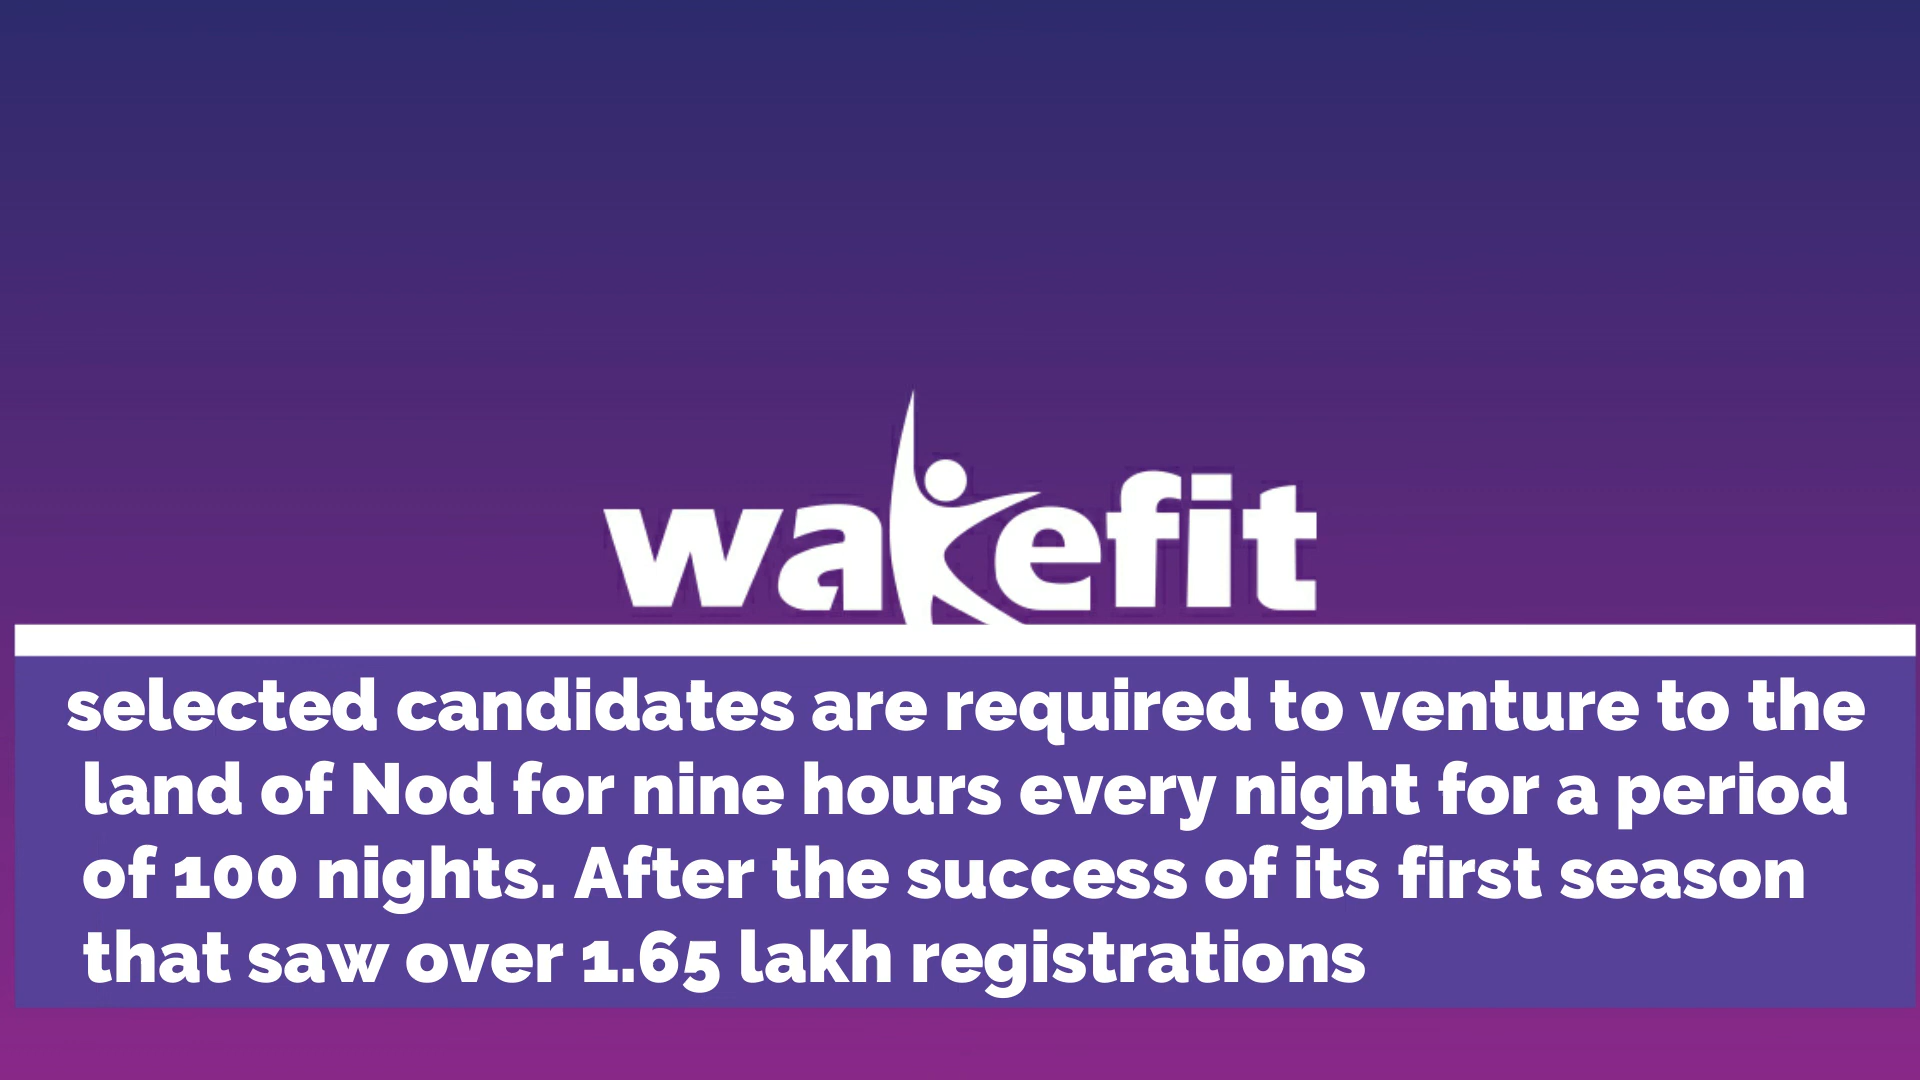 wakefit
selected candidates are required to venture to the
land of Nod for nine hours every night for a period
of 100 nights. After the success of its first season
that saw over 1.65 lakh registrations